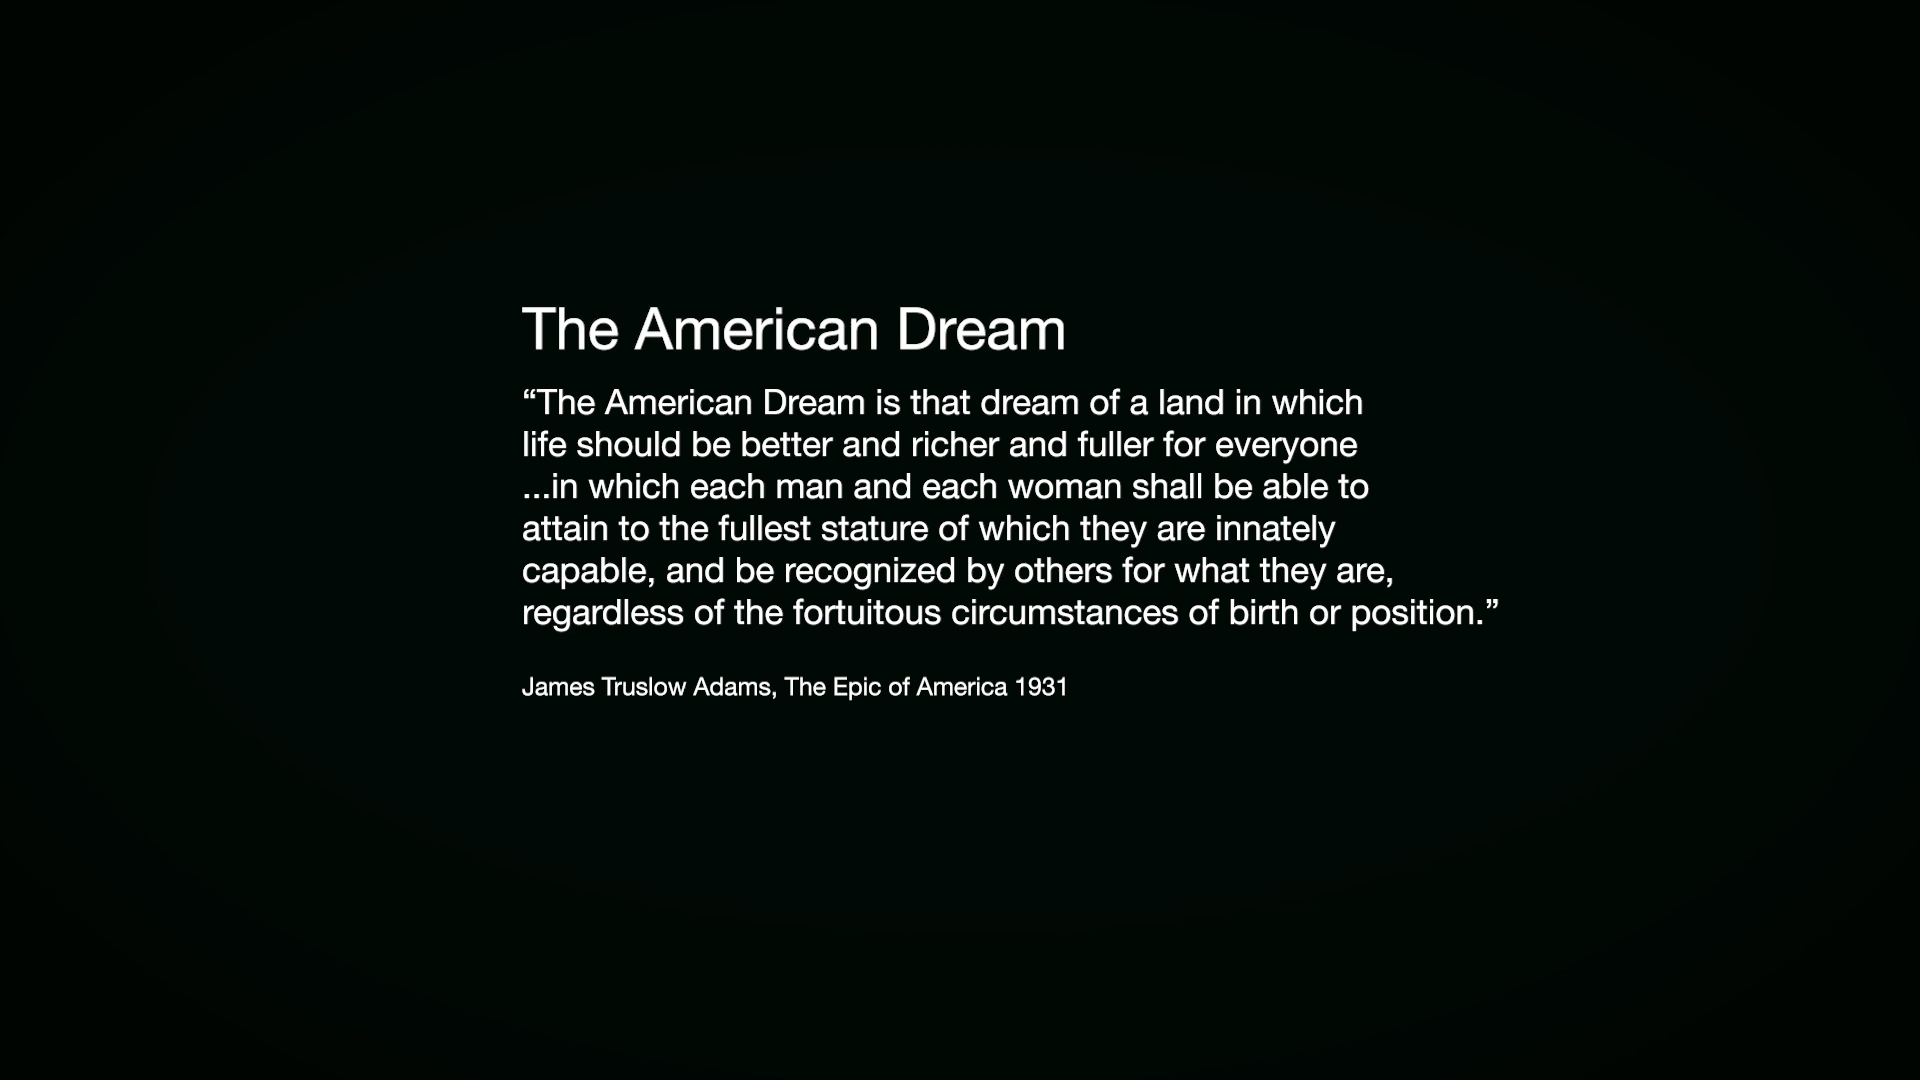 The American Dream
“The American Dream is that dream of a land in which
life should be better and richer and fuller for everyone
...in which each man and each woman shall be able to
attain to the fullest stature of which they are innately
capable, and be recognized by others for what they are,
regardless of the fortuitous circumstances of birth or position.”
James Truslow Adams, The Epic of America 1931